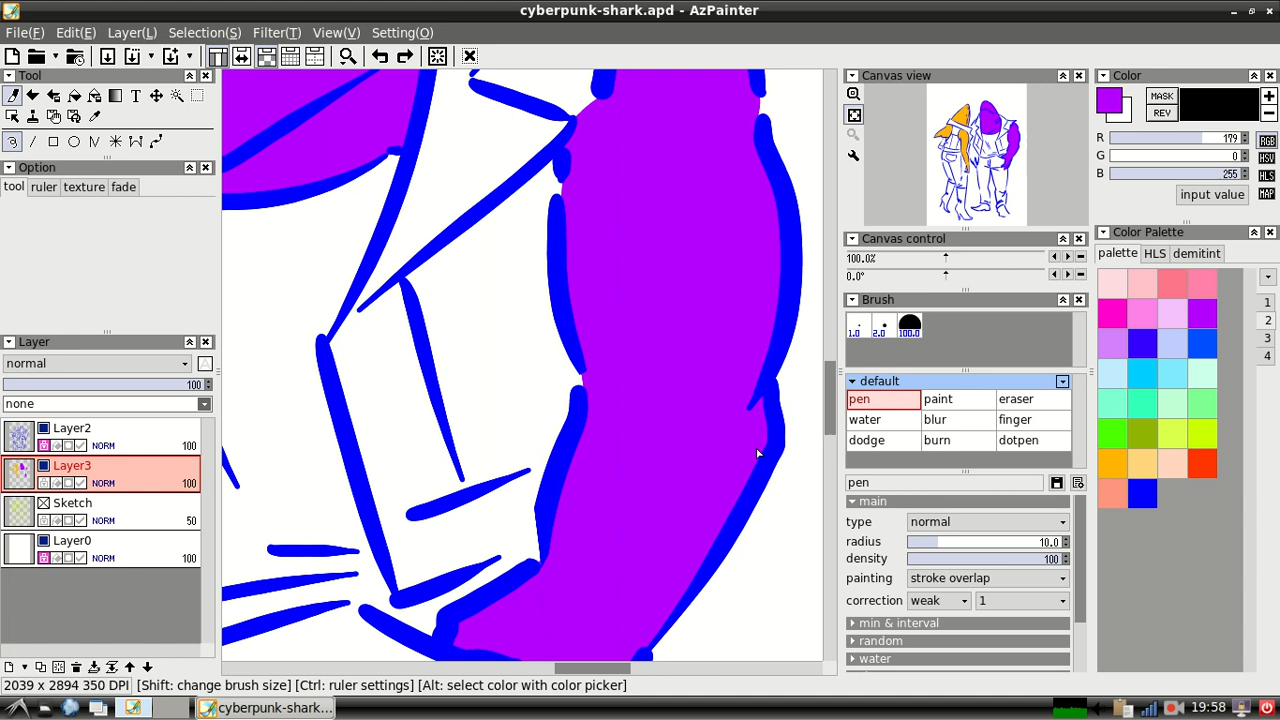 cyberpunk-shark.apd - AzPainter
File(F) Edit(E) Layer(L) Selection(S) Filter(T) View(V) Setting(O)
Tool
T
Option
tool ruler texture fade
Layer
normal
100
none
Layer2
NORM 100
Layer3
NORM 100
Sketch
NORM 50
Layer0
NORM 100
Canvas view
Canvas control
100.0%
0.0°
Brush
1.0 2.0 100.0
default
pen paint eraser
water blur finger
dodge burn dotpen
pen
main
type normal
radius 10.0
density 100
painting stroke overlap
correction weak 1
min & interval
random
water
Color
MASK
REV
R 179
G 0
B 255
RGB
HSV
HLS
MAP
input value
Color Palette
palette HLS demitint
1
2
3
4
2039 x 2894 350 DPI [Shift: change brush size] [Ctrl: ruler settings] [Alt: select color with color picker]
cyberpunk-shark...
19:58